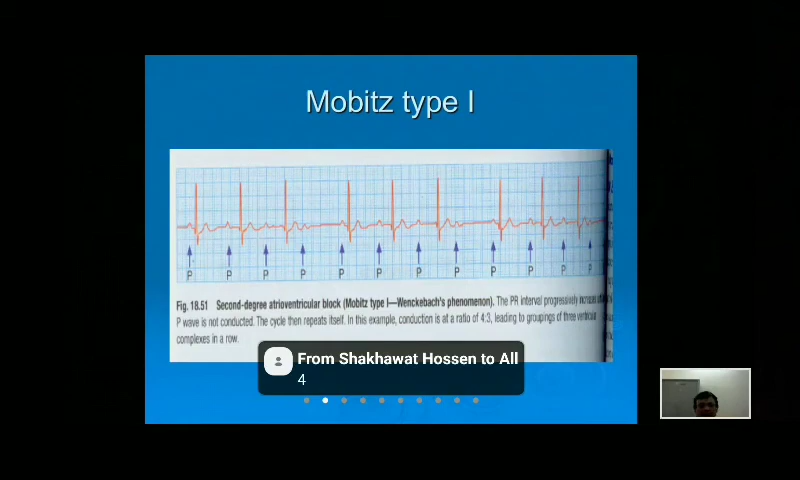 Mobitz type I
P P P P P P P P P P P P
Fig. 18.51 Second-degree atrioventricular block (Mobitz type I—Wenckebach's phenomenon). The PR interval progressively increases
P wave is not conducted. The cycle then repeats itself. In this example, conduction is at a ratio of 4:3, leading to groupings of three ventricular
complexes in a row.
From Shakhawat Hossen to All
4